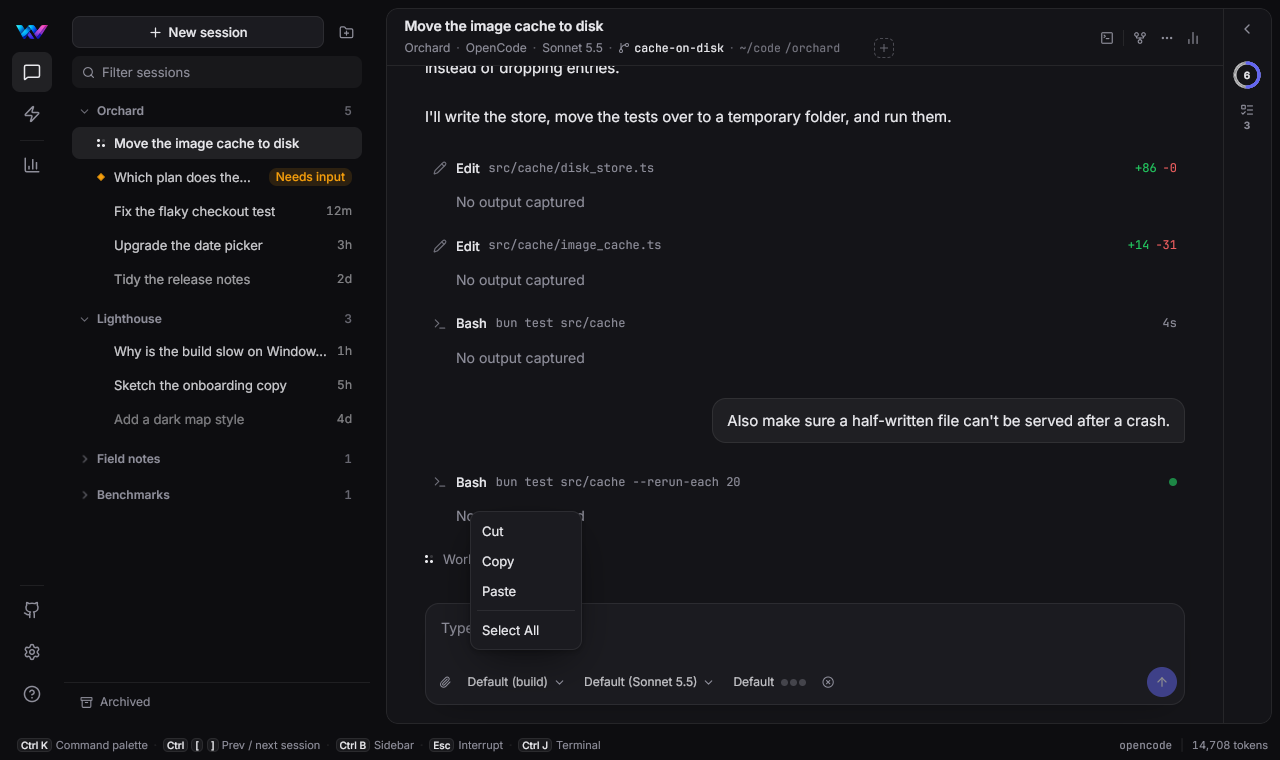 New session
Filter sessions
Orchard 5
Move the image cache to disk
Which plan does the... Needs input
Fix the flaky checkout test 12m
Upgrade the date picker 3h
Tidy the release notes 2d
Lighthouse 3
Why is the build slow on Window... 1h
Sketch the onboarding copy 5h
Add a dark map style 4d
Field notes 1
Benchmarks 1
Archived
Move the image cache to disk
Orchard · OpenCode · Sonnet 5.5 · cache-on-disk · ~/code /orchard
instead of dropping entries.
I'll write the store, move the tests over to a temporary folder, and run them.
Edit src/cache/disk_store.ts +86 -0
No output captured
Edit src/cache/image_cache.ts +14 -31
No output captured
Bash bun test src/cache 4s
No output captured
Also make sure a half-written file can't be served after a crash.
Bash bun test src/cache --rerun-each 20
Cut
Copy
Paste
Select All
Type
Default (build) Default (Sonnet 5.5) Default
6
3
Ctrl K Command palette · Ctrl [ ] Prev / next session · Ctrl B Sidebar · Esc Interrupt · Ctrl J Terminal
opencode 14,708 tokens